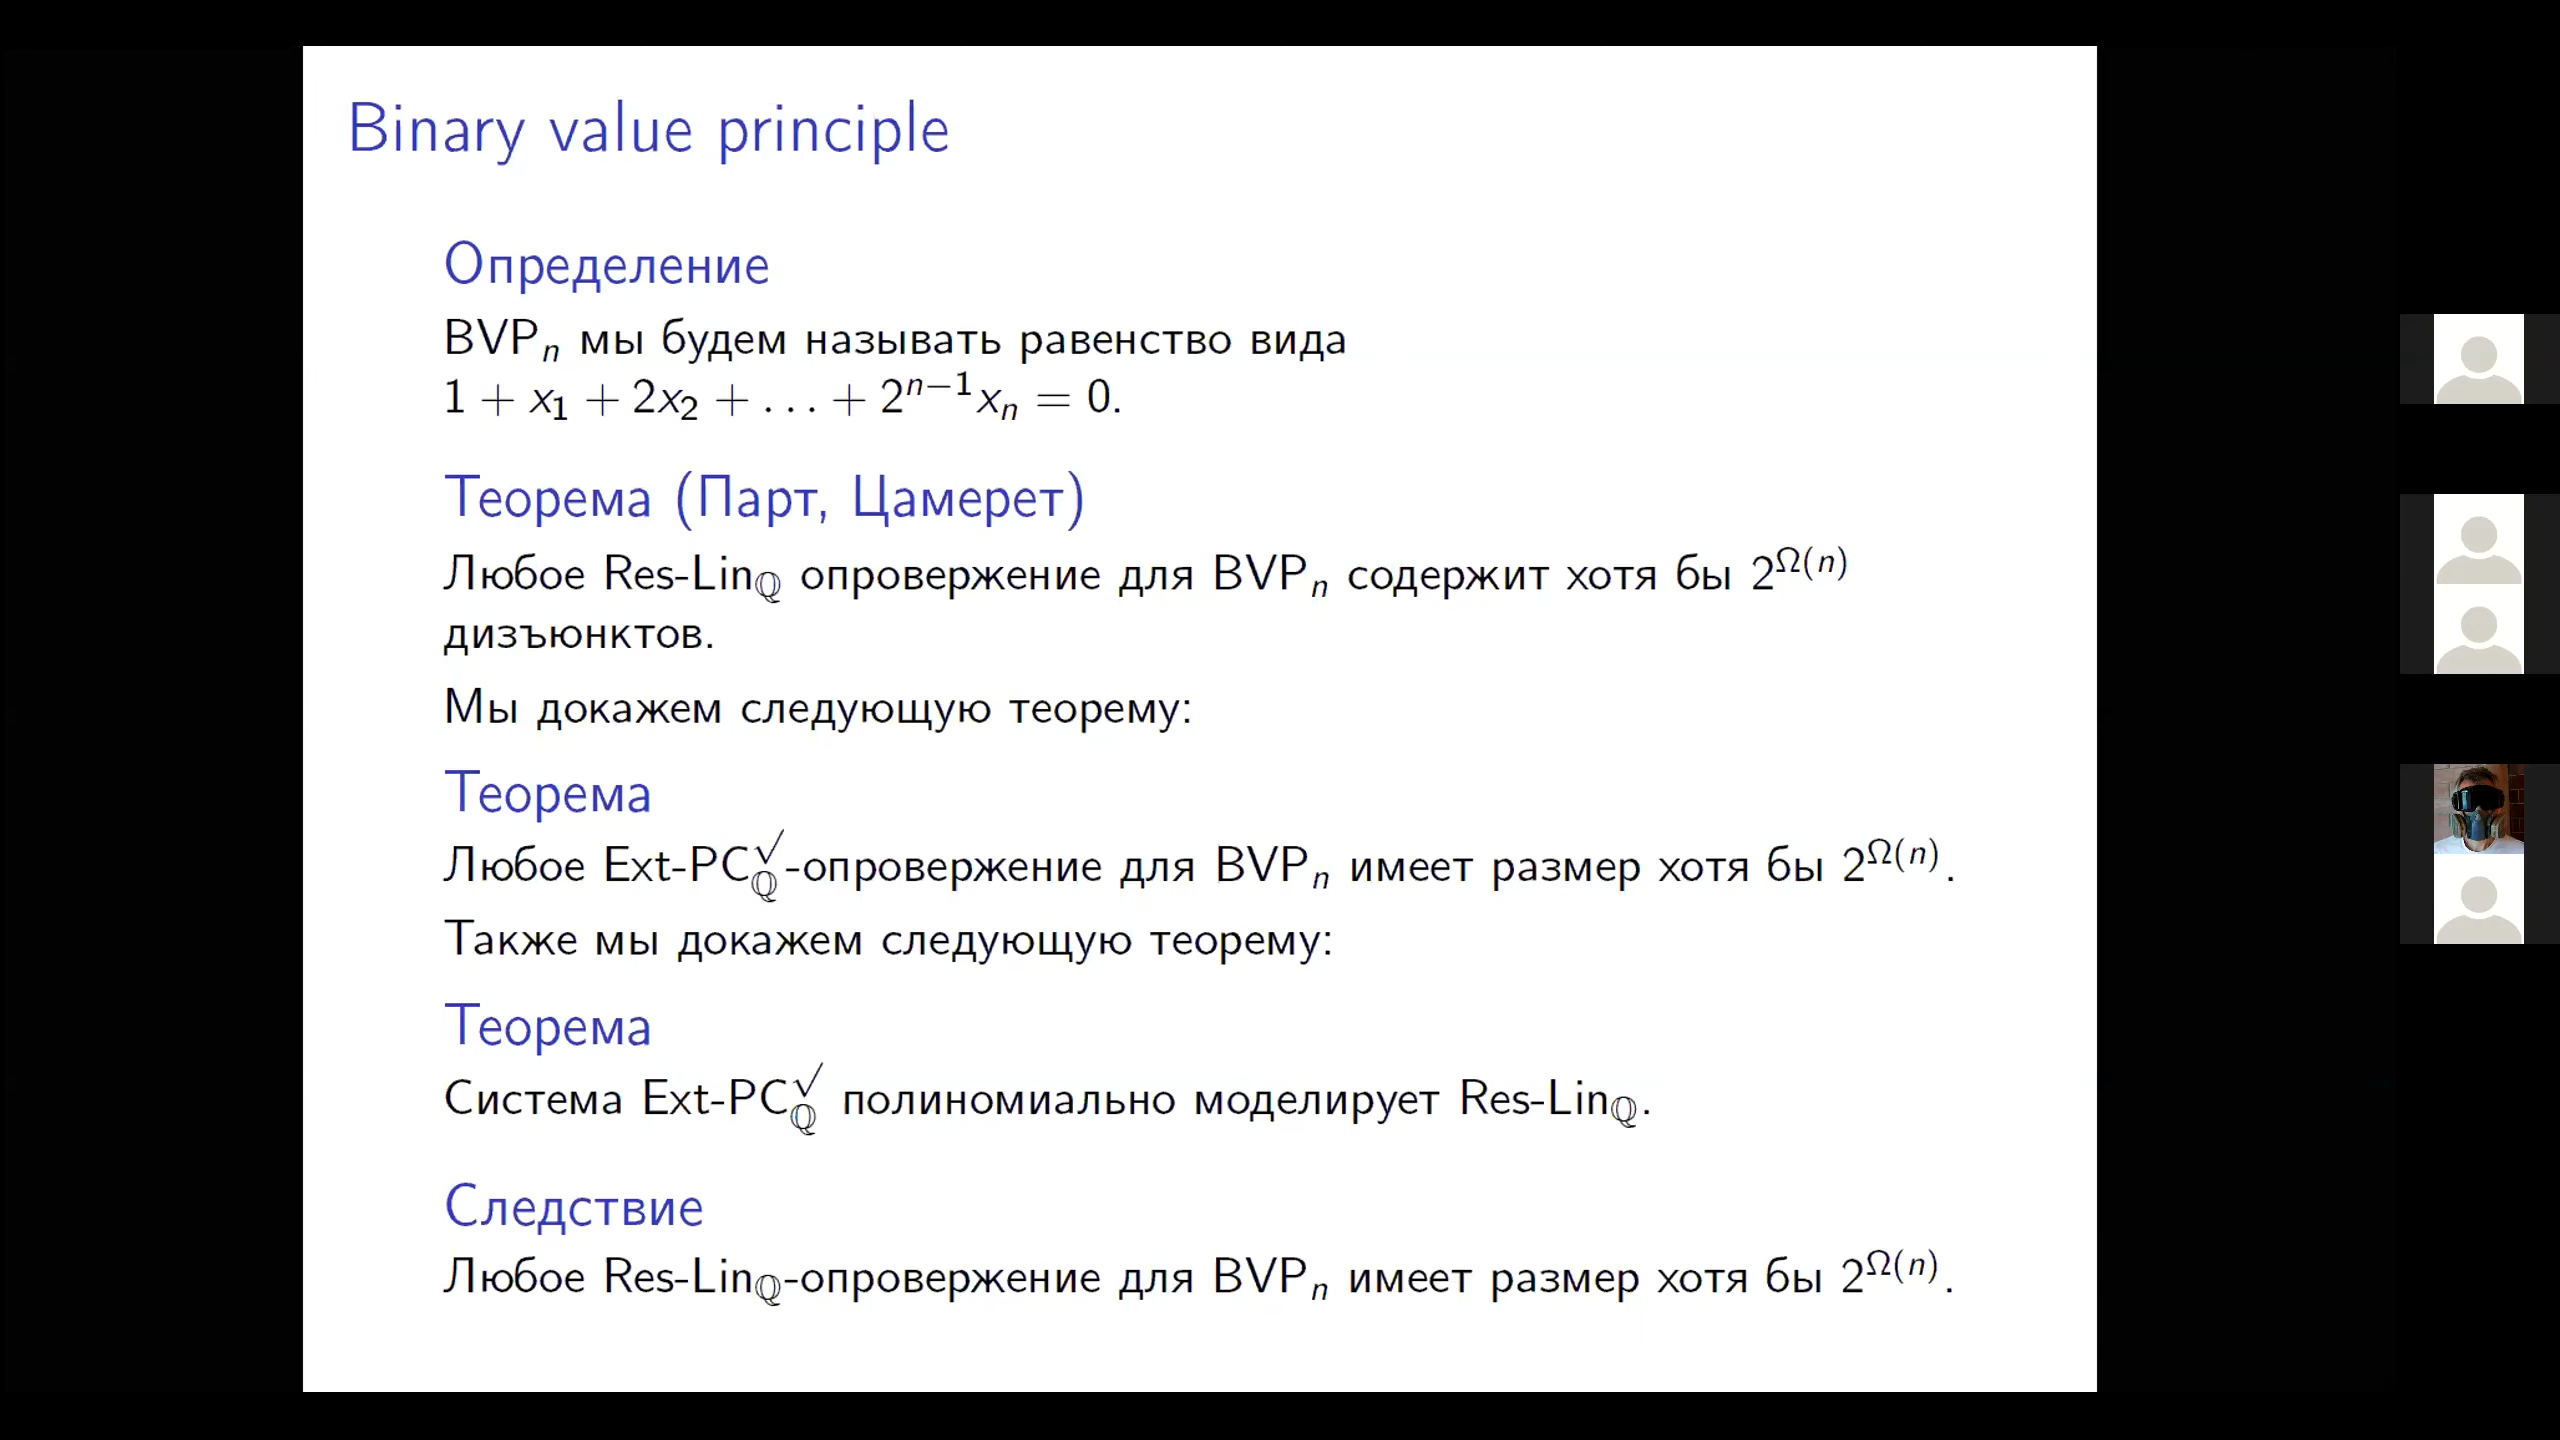 Binary value principle
Определение
BVPₙ мы будем называть равенство вида
1 + x₁ + 2x₂ + . . . + 2ⁿ⁻¹xₙ = 0.
Теорема (Парт, Цамерет)
Любое Res-Lin_ℚ опровержение для BVPₙ содержит хотя бы 2^Ω(n)
дизъюнктов.
Мы докажем следующую теорему:
Теорема
Любое Ext-PC_ℚ^√-опровержение для BVPₙ имеет размер хотя бы 2^Ω(n).
Также мы докажем следующую теорему:
Теорема
Система Ext-PC_ℚ^√ полиномиально моделирует Res-Lin_ℚ.
Следствие
Любое Res-Lin_ℚ-опровержение для BVPₙ имеет размер хотя бы 2^Ω(n).